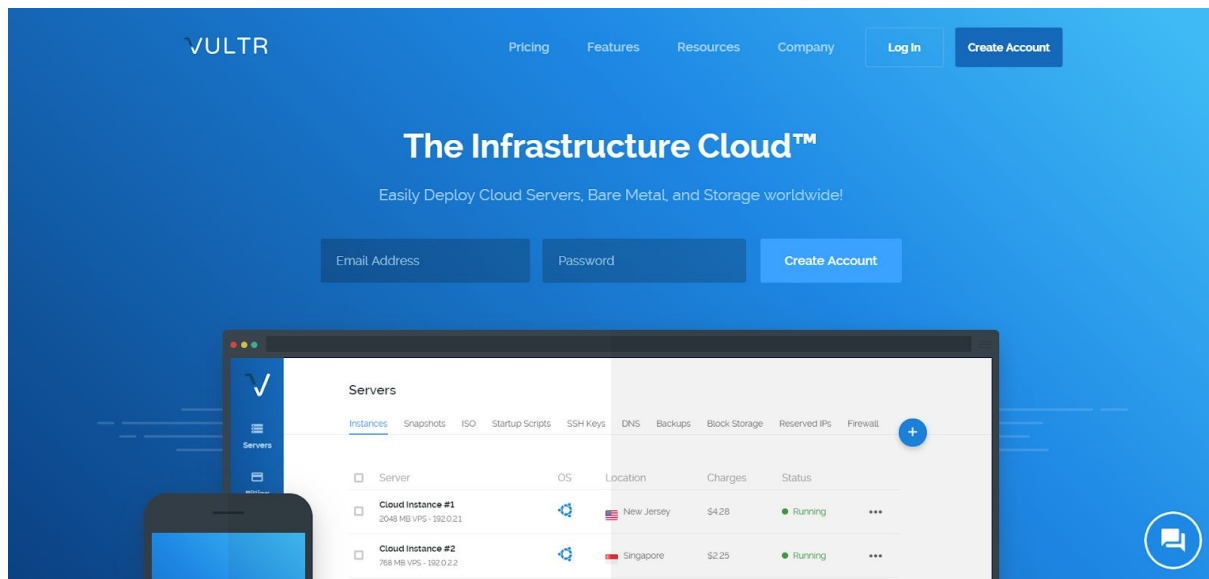 VULTR
Pricing Features Resources Company Log In Create Account
The Infrastructure Cloud™
Easily Deploy Cloud Servers, Bare Metal, and Storage worldwide!
Email Address Password Create Account
Servers
Instances Snapshots ISO Startup Scripts SSH Keys DNS Backups Block Storage Reserved IPs Firewall
Servers
Server OS Location Charges Status
Cloud Instance #1
2048 MB VPS - 192.0.2.1 New Jersey $4.28 Running
Cloud Instance #2
768 MB VPS - 192.0.2.2 Singapore $2.25 Running